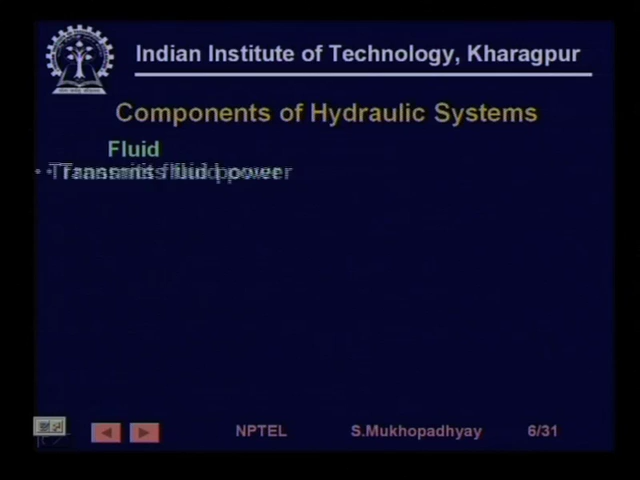 Indian Institute of Technology, Kharagpur
Components of Hydraulic Systems
Fluid
• Transmits fluid power
NPTEL S.Mukhopadhyay 6/31